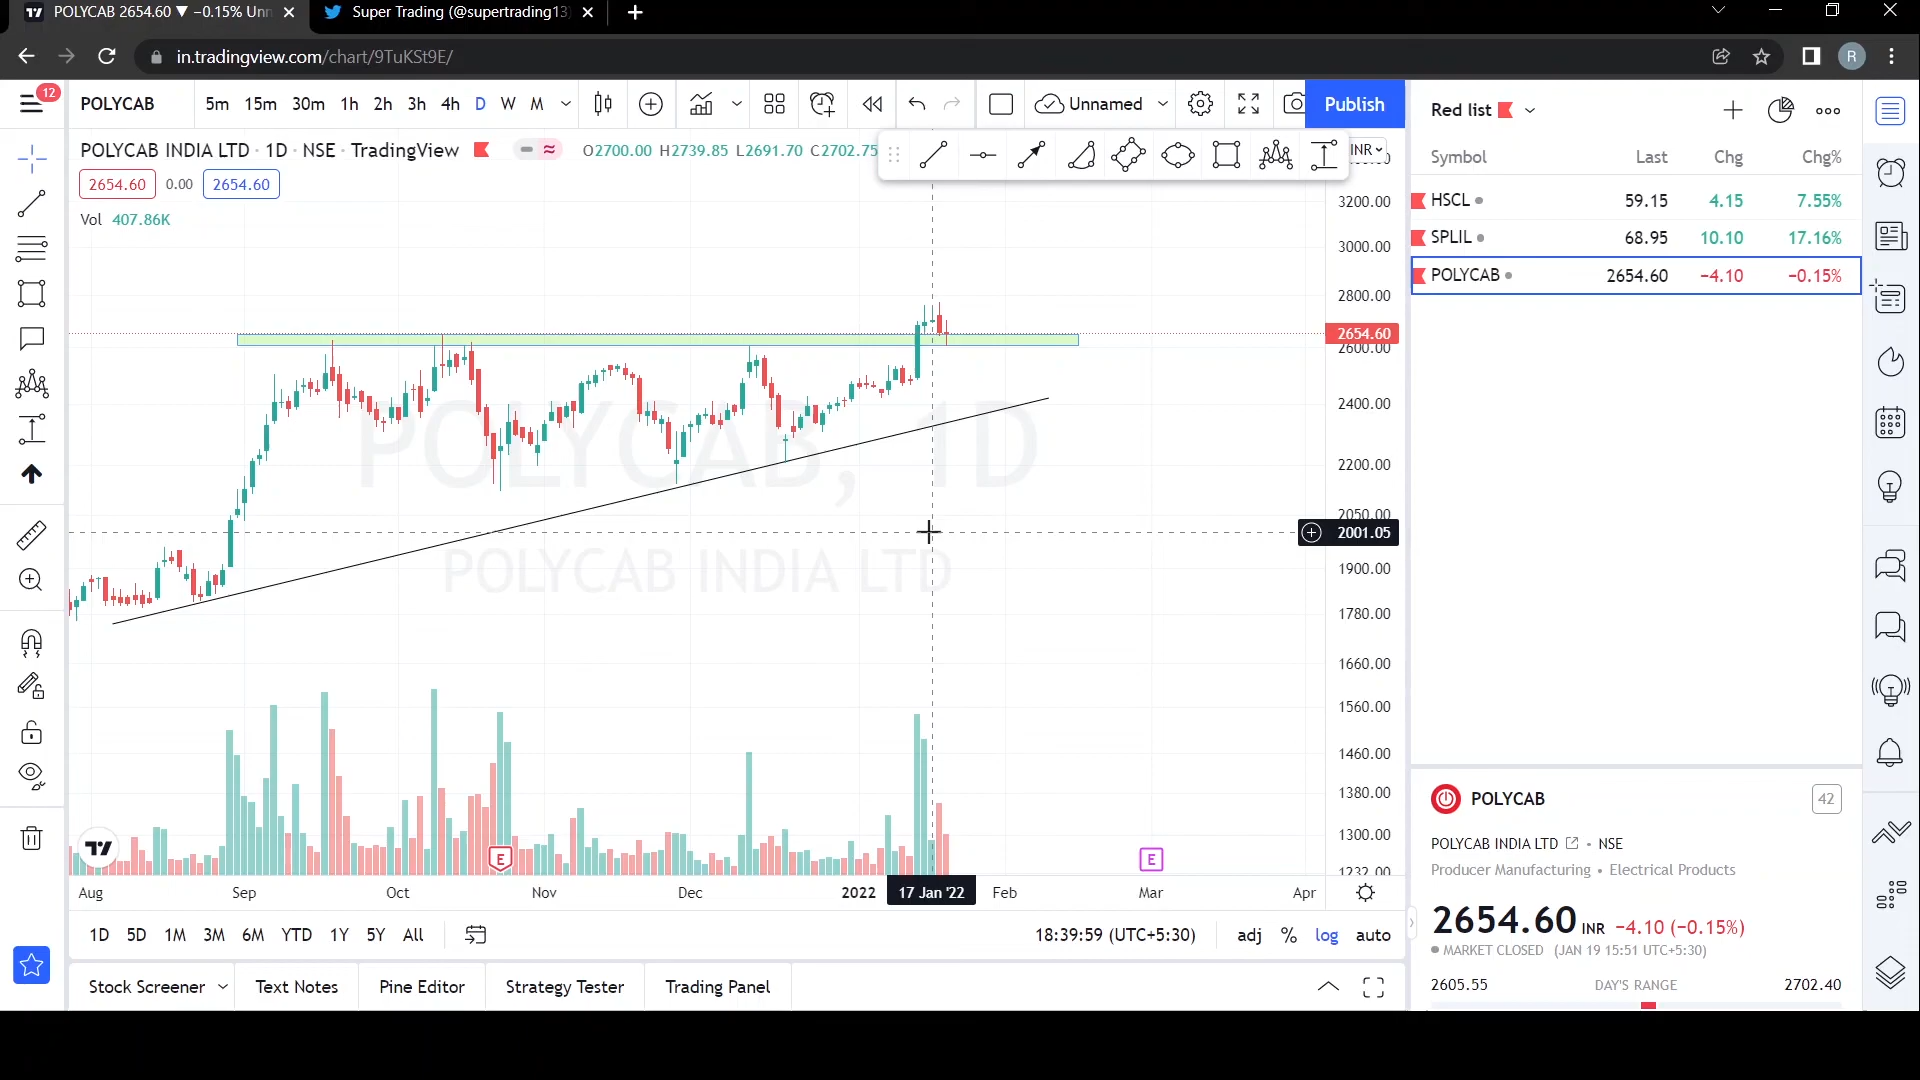 POLYCAB 2654.60 ▼ −0.15% Unn
Super Trading (@supertrading13)
in.tradingview.com/chart/9TuKSt9E/
R
12
POLYCAB 5m 15m 30m 1h 2h 3h 4h D W M
Unnamed
Publish
POLYCAB INDIA LTD · 1D · NSE · TradingView
O2700.00 H2739.85 L2691.70 C2702.75
INR
2654.60 0.00 2654.60
Vol 407.86K
3200.00
3000.00
2800.00
2654.60
2600.00
2400.00
2200.00
2050.00
2001.05
1900.00
1780.00
1660.00
1560.00
1460.00
1380.00
1300.00
1232.00
POLYCAB, 1D
POLYCAB INDIA LTD
E
E
Aug Sep Oct Nov Dec 2022 17 Jan '22 Feb Mar Apr
1D 5D 1M 3M 6M YTD 1Y 5Y All
18:39:59 (UTC+5:30) adj % log auto
Stock Screener Text Notes Pine Editor Strategy Tester Trading Panel
Red list
Symbol Last Chg Chg%
HSCL 59.15 4.15 7.55%
SPLIL 68.95 10.10 17.16%
POLYCAB 2654.60 −4.10 −0.15%
POLYCAB 42
POLYCAB INDIA LTD • NSE
Producer Manufacturing • Electrical Products
2654.60 INR −4.10 (−0.15%)
MARKET CLOSED (JAN 19 15:51 UTC+5:30)
2605.55 DAY'S RANGE 2702.40